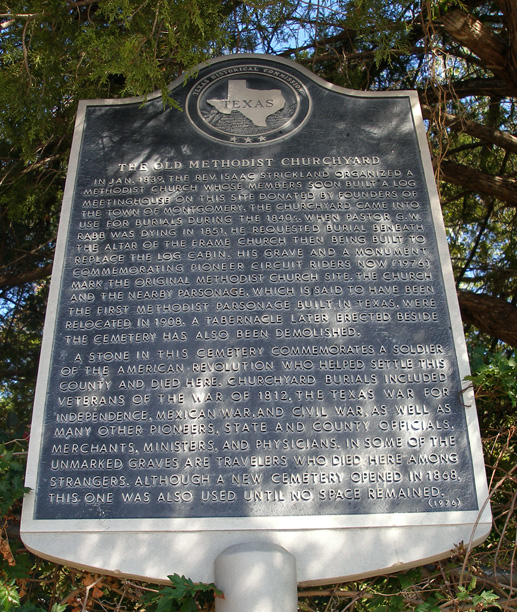 TEXAS HISTORICAL COMMISSION
TEXAS
THE OLD METHODIST CHURCHYARD
IN JAN. 1839, THE REV. ISAAC STRICKLAND ORGANIZED A
METHODIST CHURCH WHOSE MEMBERS SOON BUILT A LOG
MEETINGHOUSE ON THIS SITE DONATED BY FOUNDERS OF
THE TOWN OF MONTGOMERY. THE CHURCHYARD CAME INTO
USE FOR BURIALS DURING THE 1840s. WHEN PASTOR G.W.
RABB WAS DYING IN 1851, HE REQUESTED BURIAL BENEATH
THE ALTAR OF THE FRAME CHURCH THEN BEING BUILT TO
REPLACE THE LOG CABIN. HIS GRAVE AND A MONUMENT,
COMMEMORATING PIONEER CIRCUIT RIDERS, NOW (1976)
MARK THE ORIGINAL METHODIST CHURCH SITE. THE CHURCH
AND THE NEARBY PARSONAGE, WHICH IS SAID TO HAVE BEEN
THE FIRST METHODIST PARSONAGE BUILT IN TEXAS, WERE
RELOCATED IN 1908. A TABERNACLE LATER ERECTED BESIDE
THE CEMETERY HAS ALSO BEEN DEMOLISHED.
A STONE IN THIS CEMETERY COMMEMORATES A SOLDIER
OF THE AMERICAN REVOLUTION WHO HELPED SETTLE THIS
COUNTY AND DIED HERE. CHURCHYARD BURIALS INCLUDED
VETERANS OF THE WAR OF 1812, THE TEXAS WAR FOR
INDEPENDENCE, MEXICAN WAR, AND CIVIL WAR, AS WELL AS
MANY OTHER PIONEERS, STATE AND COUNTY OFFICIALS,
MERCHANTS, MINISTERS, AND PHYSICIANS. IN SOME OF THE
UNMARKED GRAVES ARE TRAVELERS WHO DIED HERE AMONG
STRANGERS. ALTHOUGH A NEW CEMETERY OPENED IN 1868,
THIS ONE WAS ALSO USED UNTIL NO SPACE REMAINED.
(1976)